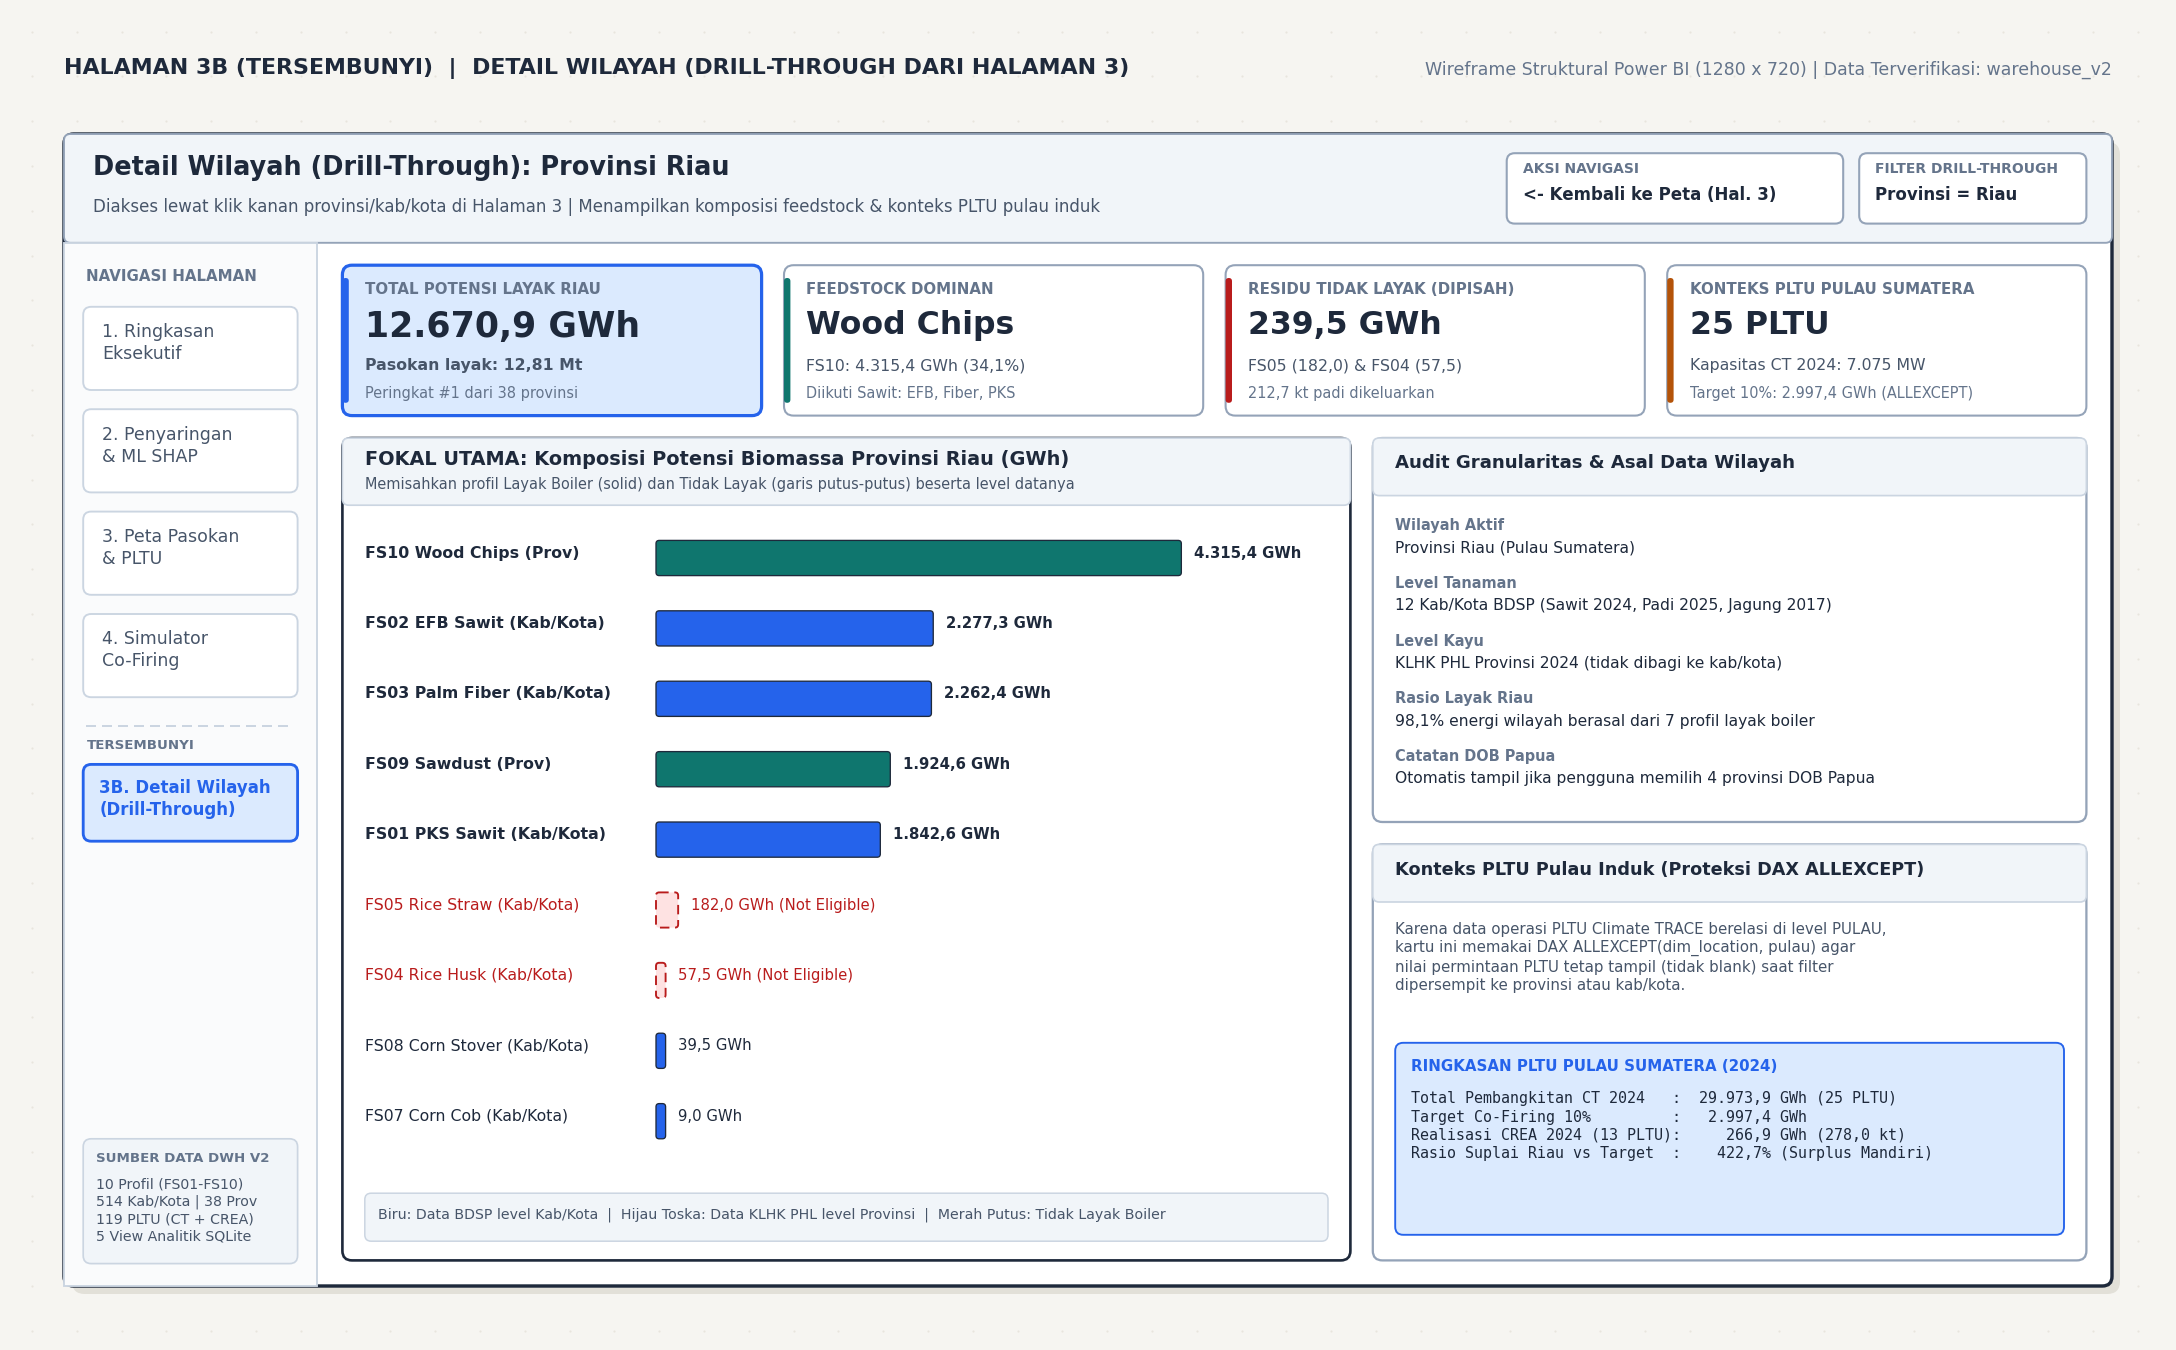 HALAMAN 3B (TERSEMBUNYI)  |  DETAIL WILAYAH (DRILL-THROUGH DARI HALAMAN 3)
Wireframe Struktural Power BI (1280 x 720) | Data Terverifikasi: warehouse_v2
Detail Wilayah (Drill-Through): Provinsi Riau
Diakses lewat klik kanan provinsi/kab/kota di Halaman 3 | Menampilkan komposisi feedstock & konteks PLTU pulau induk
AKSI NAVIGASI
<- Kembali ke Peta (Hal. 3)
FILTER DRILL-THROUGH
Provinsi = Riau
NAVIGASI HALAMAN
1. Ringkasan
Eksekutif
2. Penyaringan
& ML SHAP
3. Peta Pasokan
& PLTU
4. Simulator
Co-Firing
TERSEMBUNYI
3B. Detail Wilayah
(Drill-Through)
SUMBER DATA DWH V2
10 Profil (FS01-FS10)
514 Kab/Kota | 38 Prov
119 PLTU (CT + CREA)
5 View Analitik SQLite
TOTAL POTENSI LAYAK RIAU
12.670,9 GWh
Pasokan layak: 12,81 Mt
Peringkat #1 dari 38 provinsi
FEEDSTOCK DOMINAN
Wood Chips
FS10: 4.315,4 GWh (34,1%)
Diikuti Sawit: EFB, Fiber, PKS
RESIDU TIDAK LAYAK (DIPISAH)
239,5 GWh
FS05 (182,0) & FS04 (57,5)
212,7 kt padi dikeluarkan
KONTEKS PLTU PULAU SUMATERA
25 PLTU
Kapasitas CT 2024: 7.075 MW
Target 10%: 2.997,4 GWh (ALLEXCEPT)
FOKAL UTAMA: Komposisi Potensi Biomassa Provinsi Riau (GWh)
Memisahkan profil Layak Boiler (solid) dan Tidak Layak (garis putus-putus) beserta level datanya
FS10 Wood Chips (Prov) 4.315,4 GWh
FS02 EFB Sawit (Kab/Kota) 2.277,3 GWh
FS03 Palm Fiber (Kab/Kota) 2.262,4 GWh
FS09 Sawdust (Prov) 1.924,6 GWh
FS01 PKS Sawit (Kab/Kota) 1.842,6 GWh
FS05 Rice Straw (Kab/Kota) 182,0 GWh (Not Eligible)
FS04 Rice Husk (Kab/Kota) 57,5 GWh (Not Eligible)
FS08 Corn Stover (Kab/Kota) 39,5 GWh
FS07 Corn Cob (Kab/Kota) 9,0 GWh
Biru: Data BDSP level Kab/Kota  |  Hijau Toska: Data KLHK PHL level Provinsi  |  Merah Putus: Tidak Layak Boiler
Audit Granularitas & Asal Data Wilayah
Wilayah Aktif
Provinsi Riau (Pulau Sumatera)
Level Tanaman
12 Kab/Kota BDSP (Sawit 2024, Padi 2025, Jagung 2017)
Level Kayu
KLHK PHL Provinsi 2024 (tidak dibagi ke kab/kota)
Rasio Layak Riau
98,1% energi wilayah berasal dari 7 profil layak boiler
Catatan DOB Papua
Otomatis tampil jika pengguna memilih 4 provinsi DOB Papua
Konteks PLTU Pulau Induk (Proteksi DAX ALLEXCEPT)
Karena data operasi PLTU Climate TRACE berelasi di level PULAU,
kartu ini memakai DAX ALLEXCEPT(dim_location, pulau) agar
nilai permintaan PLTU tetap tampil (tidak blank) saat filter
dipersempit ke provinsi atau kab/kota.
RINGKASAN PLTU PULAU SUMATERA (2024)
Total Pembangkitan CT 2024   :  29.973,9 GWh (25 PLTU)
Target Co-Firing 10%         :   2.997,4 GWh
Realisasi CREA 2024 (13 PLTU):     266,9 GWh (278,0 kt)
Rasio Suplai Riau vs Target  :    422,7% (Surplus Mandiri)